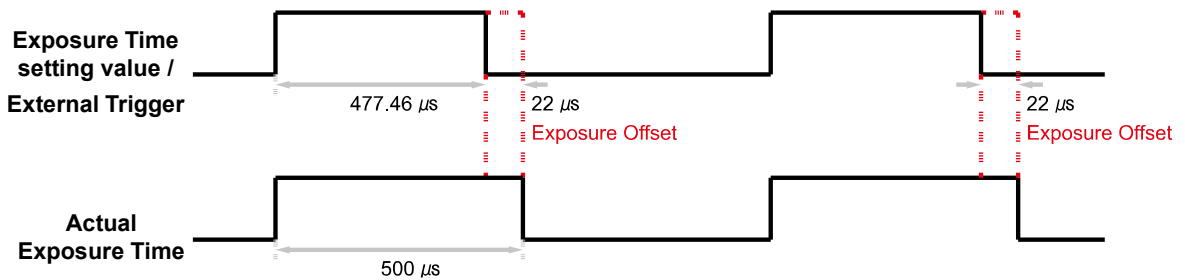 Exposure Time
setting value /
External Trigger
477.46 µs
22 µs
Exposure Offset
22 µs
Exposure Offset
Actual
Exposure Time
500 µs